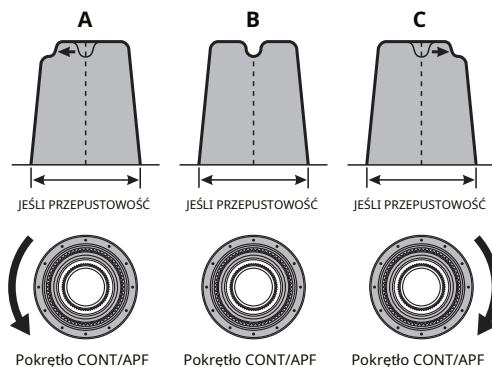 A B C
JEŚLI PRZEPUSTOWOŚĆ JEŚLI PRZEPUSTOWOŚĆ JEŚLI PRZEPUSTOWOŚĆ
Pokrętło CONT/APF Pokrętło CONT/APF Pokrętło CONT/APF